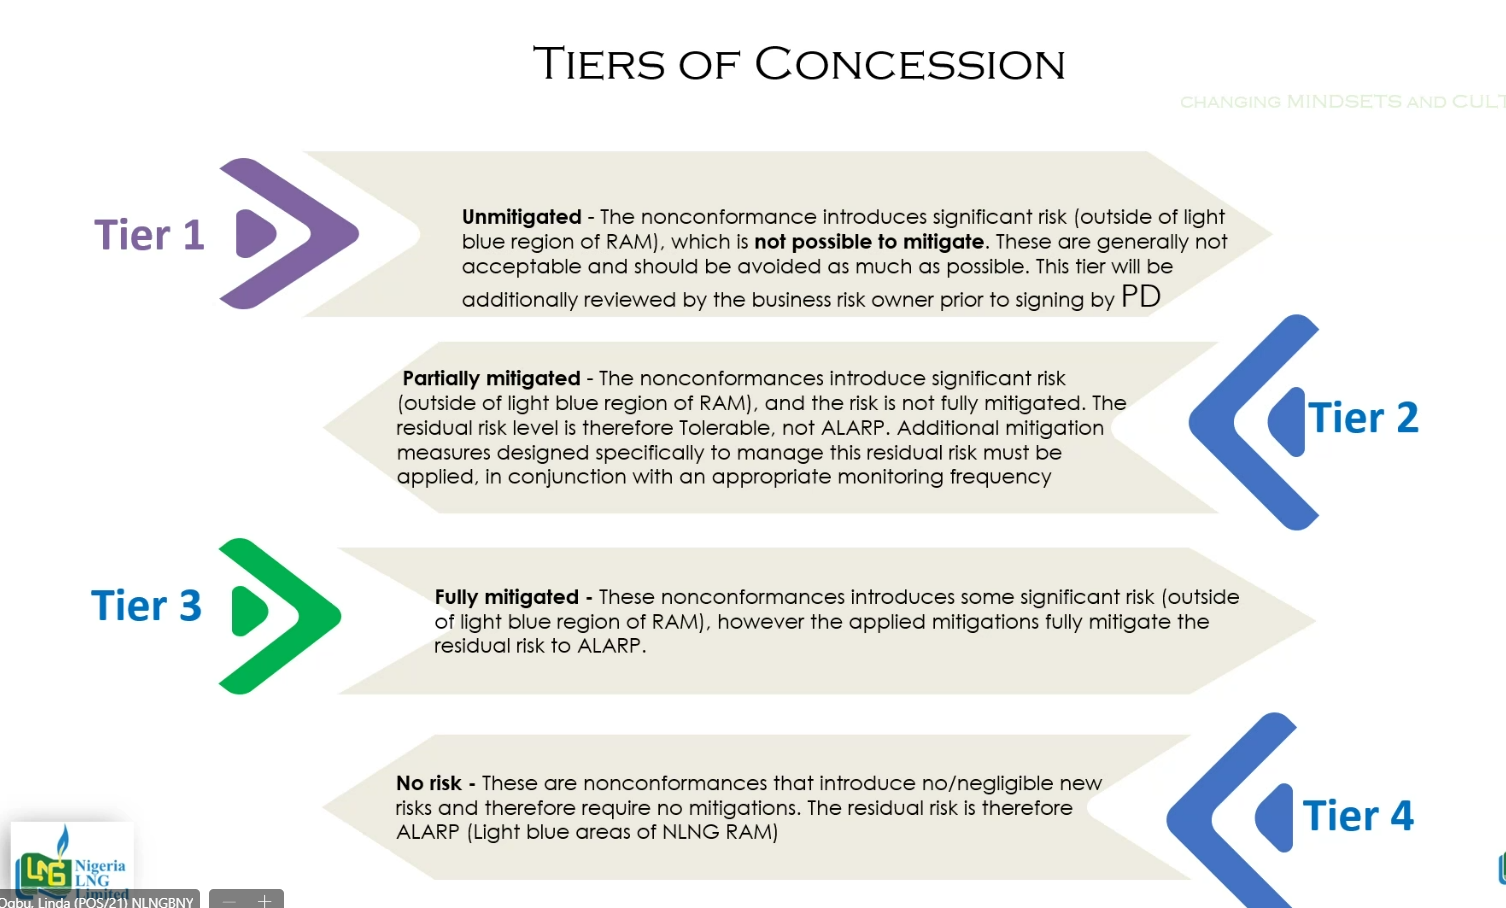 TIERS OF CONCESSION
CHANGING MINDSETS AND CULT
Tier 1
Unmitigated - The nonconformance introduces significant risk (outside of light
blue region of RAM), which is not possible to mitigate. These are generally not
acceptable and should be avoided as much as possible. This tier will be
additionally reviewed by the business risk owner prior to signing by PD
Partially mitigated - The nonconformances introduce significant risk
(outside of light blue region of RAM), and the risk is not fully mitigated. The
residual risk level is therefore Tolerable, not ALARP. Additional mitigation
measures designed specifically to manage this residual risk must be
applied, in conjunction with an appropriate monitoring frequency
Tier 2
Tier 3
Fully mitigated - These nonconformances introduces some significant risk (outside
of light blue region of RAM), however the applied mitigations fully mitigate the
residual risk to ALARP.
No risk - These are nonconformances that introduce no/negligible new
risks and therefore require no mitigations. The residual risk is therefore
ALARP (Light blue areas of NLNG RAM)
Tier 4
LNG
Nigeria
LNG
Limited
Ogbu, Linda (POS/21) NLNGBNY